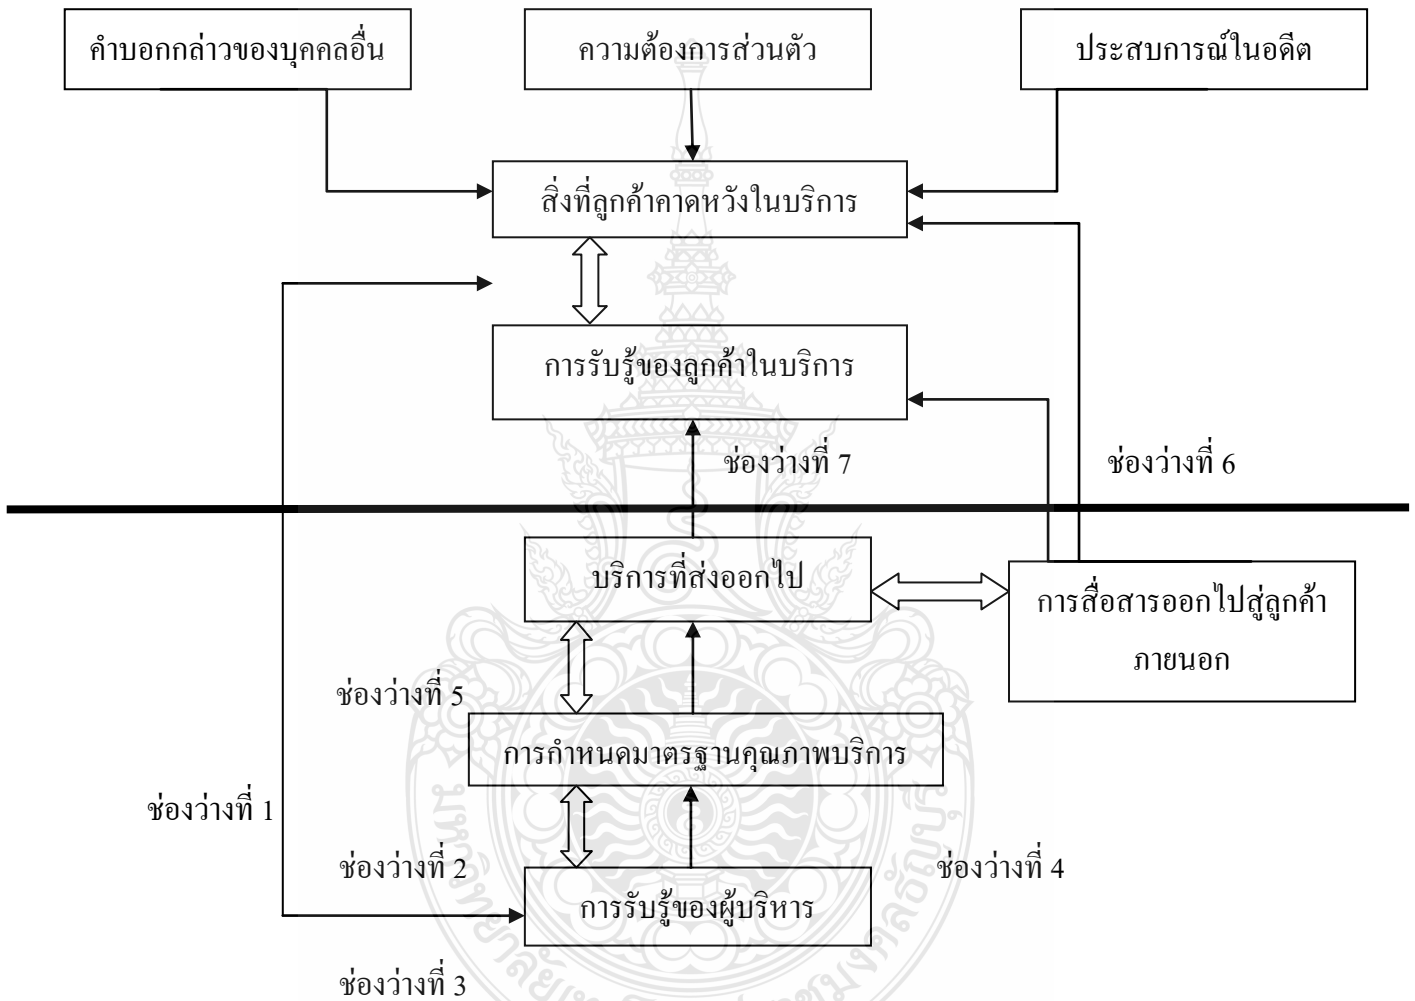 คำบอกกล่าวของบุคคลอื่น
ความต้องการส่วนตัว
ประสบการณ์ในอดีต
สิ่งที่ลูกค้าคาดหวังในบริการ
การรับรู้ของลูกค้าในบริการ
ช่องว่างที่ 7
ช่องว่างที่ 6
บริการที่ส่งออกไป
การสื่อสารออกไปสู่ลูกค้า
ภายนอก
ช่องว่างที่ 5
การกำหนดมาตรฐานคุณภาพบริการ
ช่องว่างที่ 1
ช่องว่างที่ 2
ช่องว่างที่ 4
การรับรู้ของผู้บริหาร
ช่องว่างที่ 3